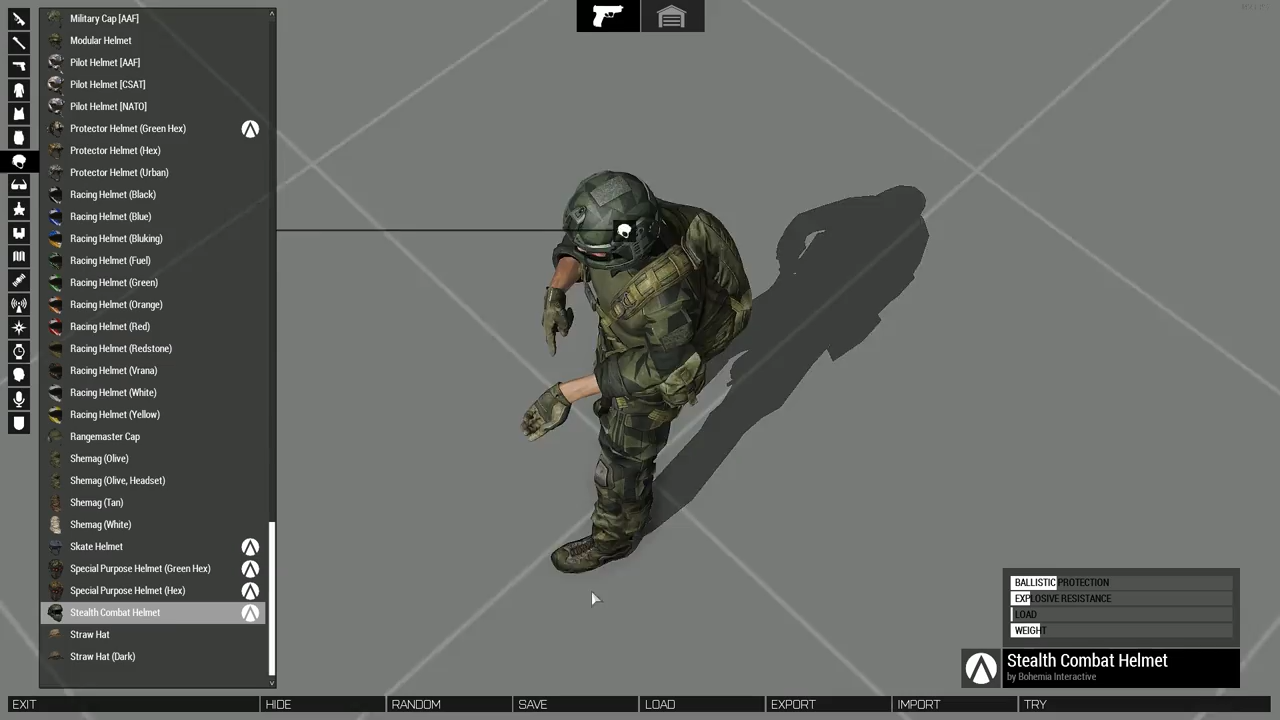 Military Cap [AAF]
Modular Helmet
Pilot Helmet [AAF]
Pilot Helmet [CSAT]
Pilot Helmet [NATO]
Protector Helmet (Green Hex)
Protector Helmet (Hex)
Protector Helmet (Urban)
Racing Helmet (Black)
Racing Helmet (Blue)
Racing Helmet (Bluking)
Racing Helmet (Fuel)
Racing Helmet (Green)
Racing Helmet (Orange)
Racing Helmet (Red)
Racing Helmet (Redstone)
Racing Helmet (Vrana)
Racing Helmet (White)
Racing Helmet (Yellow)
Rangemaster Cap
Shemag (Olive)
Shemag (Olive, Headset)
Shemag (Tan)
Shemag (White)
Skate Helmet
Special Purpose Helmet (Green Hex)
Special Purpose Helmet (Hex)
Stealth Combat Helmet
Straw Hat
Straw Hat (Dark)
BALLISTIC PROTECTION
EXPLOSIVE RESISTANCE
LOAD
WEIGHT
Stealth Combat Helmet
by Bohemia Interactive
EXIT
HIDE
RANDOM
SAVE
LOAD
EXPORT
IMPORT
TRY